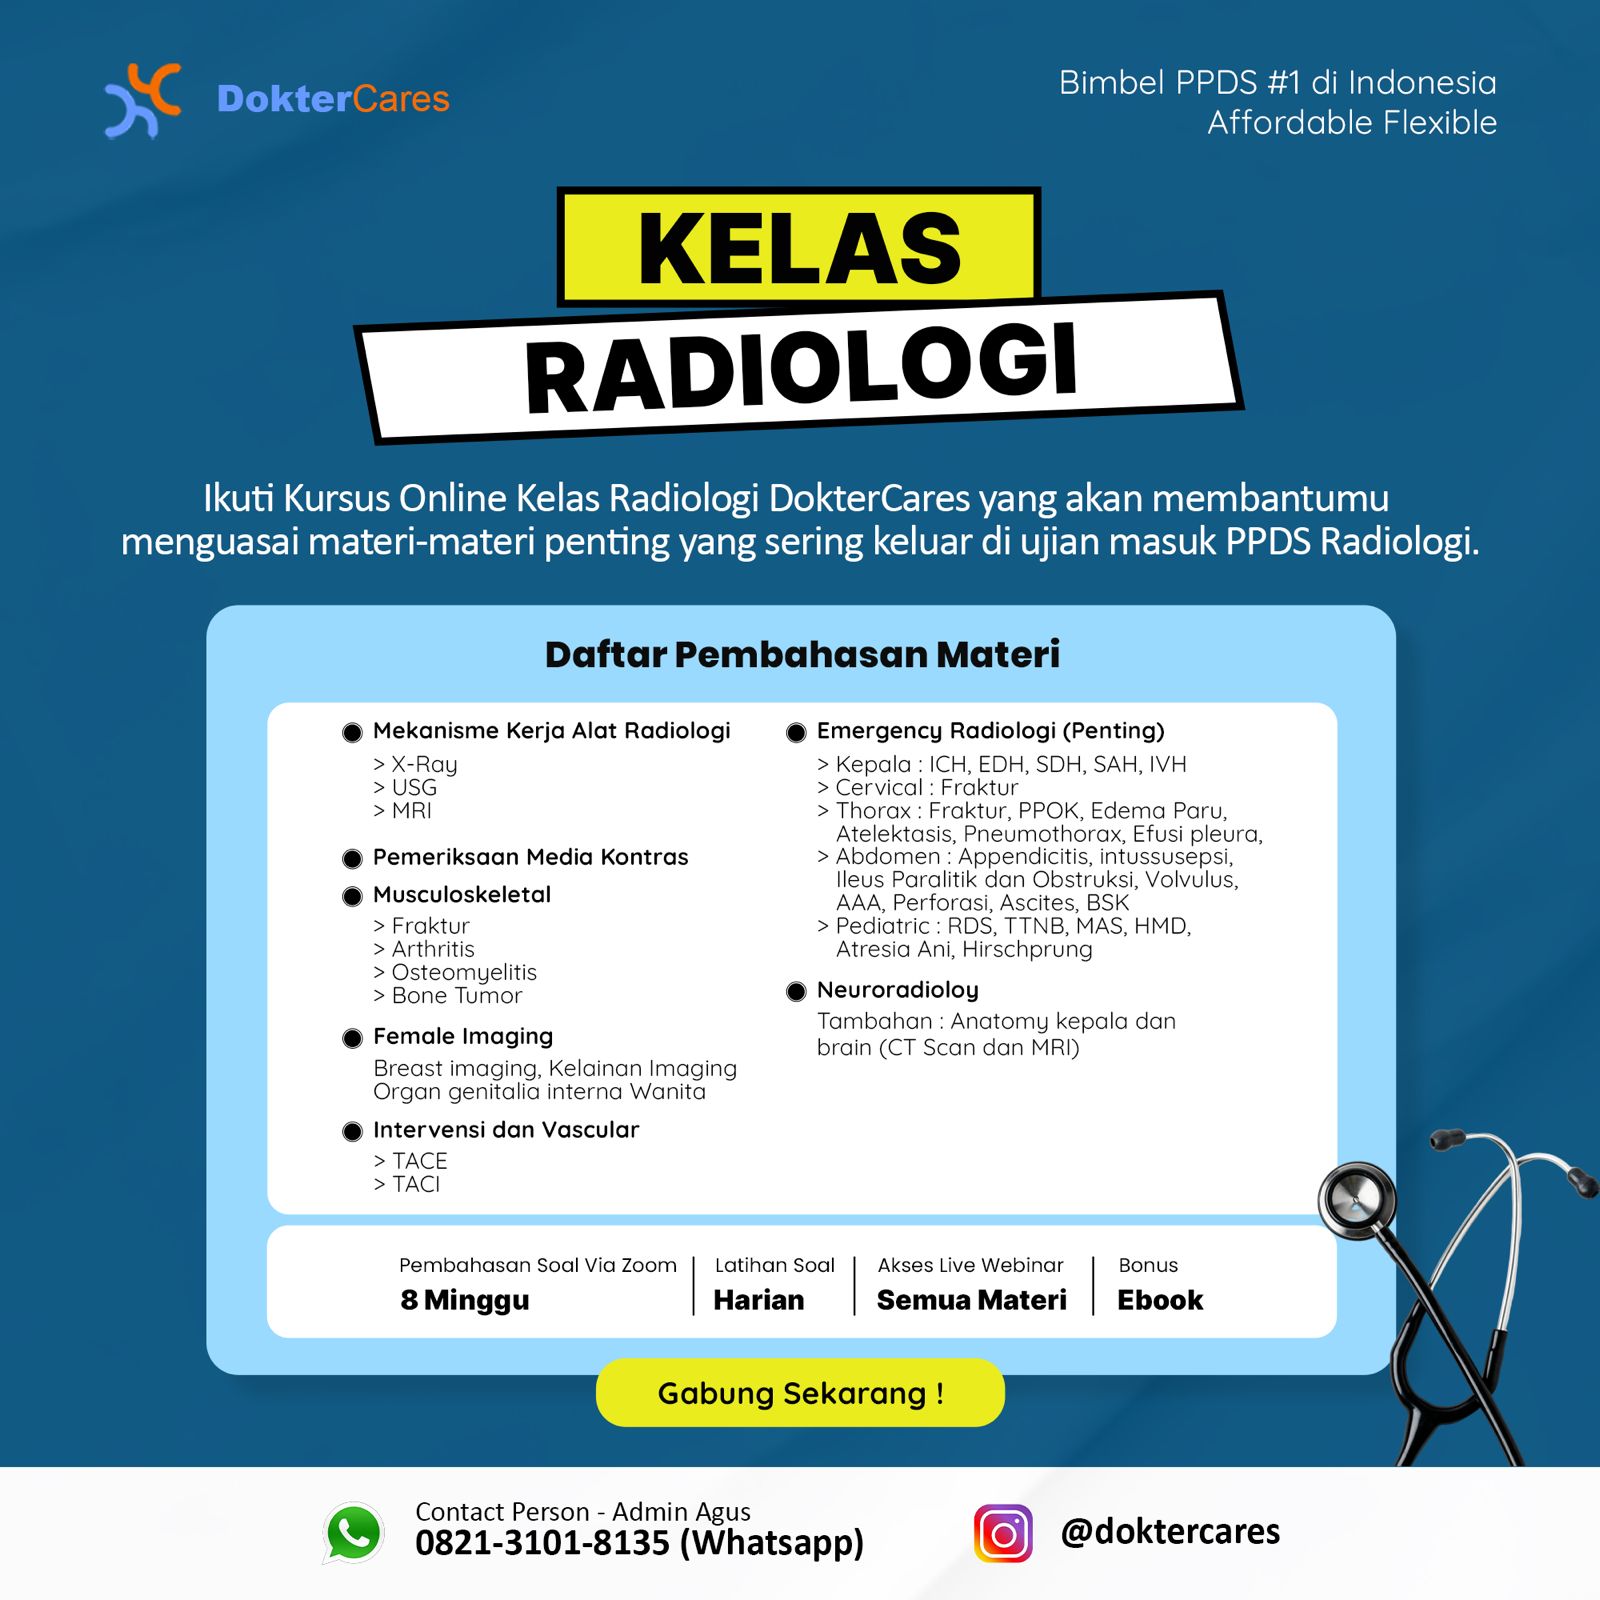 DokterCares
Bimbel PPDS #1 di Indonesia
Affordable Flexible
KELAS
RADIOLOGI
Ikuti Kursus Online Kelas Radiologi DokterCares yang akan membantumu
menguasai materi-materi penting yang sering keluar di ujian masuk PPDS Radiologi.
Daftar Pembahasan Materi
Mekanisme Kerja Alat Radiologi
> X-Ray
> USG
> MRI
Pemeriksaan Media Kontras
Musculoskeletal
> Fraktur
> Arthritis
> Osteomyelitis
> Bone Tumor
Female Imaging
Breast imaging, Kelainan Imaging
Organ genitalia interna Wanita
Intervensi dan Vascular
> TACE
> TACI
Emergency Radiologi (Penting)
> Kepala : ICH, EDH, SDH, SAH, IVH
> Cervical : Fraktur
> Thorax : Fraktur, PPOK, Edema Paru,
Atelektasis, Pneumothorax, Efusi pleura,
> Abdomen : Appendicitis, intussusepsi,
Ileus Paralitik dan Obstruksi, Volvulus,
AAA, Perforasi, Ascites, BSK
> Pediatric : RDS, TTNB, MAS, HMD,
Atresia Ani, Hirschprung
Neuroradioloy
Tambahan : Anatomy kepala dan
brain (CT Scan dan MRI)
Pembahasan Soal Via Zoom
8 Minggu
Latihan Soal
Harian
Akses Live Webinar
Semua Materi
Bonus
Ebook
Gabung Sekarang !
Contact Person - Admin Agus
0821-3101-8135 (Whatsapp)
@doktercares